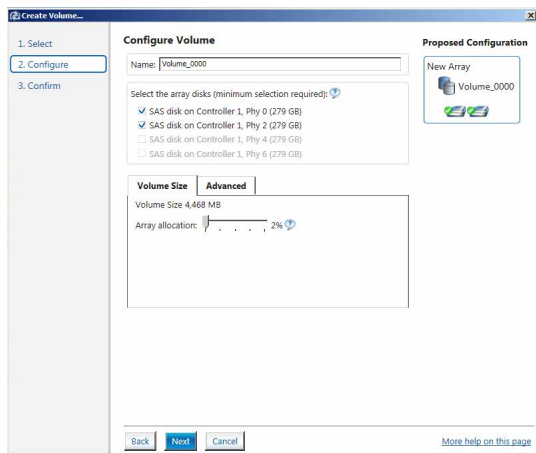 Create Volume...
1. Select
2. Configure
3. Confirm
Configure Volume
Name: Volume_0000
Select the array disks (minimum selection required):
SAS disk on Controller 1, Phy 0 (279 GB)
SAS disk on Controller 1, Phy 2 (279 GB)
SAS disk on Controller 1, Phy 4 (279 GB)
SAS disk on Controller 1, Phy 6 (279 GB)
Volume Size Advanced
Volume Size 4,468 MB
Array allocation: 2%
Proposed Configuration
New Array
Volume_0000
Back Next Cancel
More help on this page